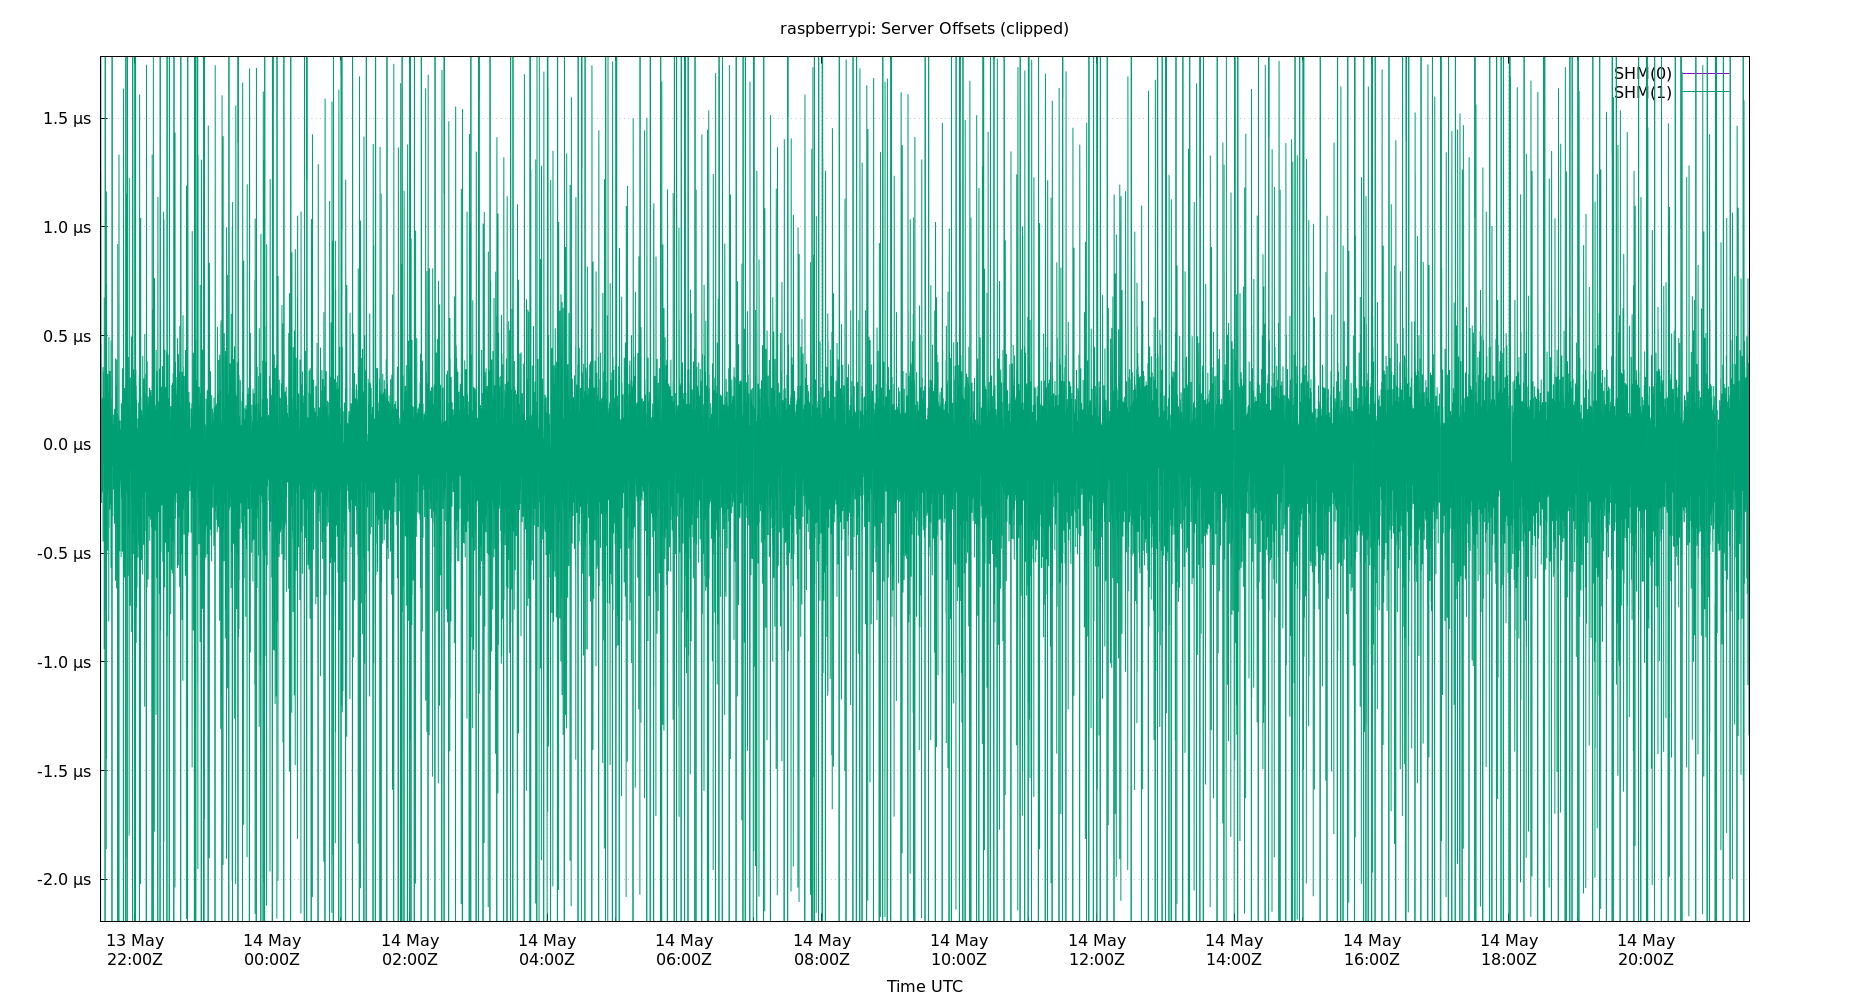 raspberrypi: Server Offsets (clipped)
SHM(0)
SHM(1)
1.5 µs
1.0 µs
0.5 µs
0.0 µs
-0.5 µs
-1.0 µs
-1.5 µs
-2.0 µs
13 May 14 May 14 May 14 May 14 May 14 May 14 May 14 May 14 May 14 May 14 May 14 May
22:00Z 00:00Z 02:00Z 04:00Z 06:00Z 08:00Z 10:00Z 12:00Z 14:00Z 16:00Z 18:00Z 20:00Z
Time UTC